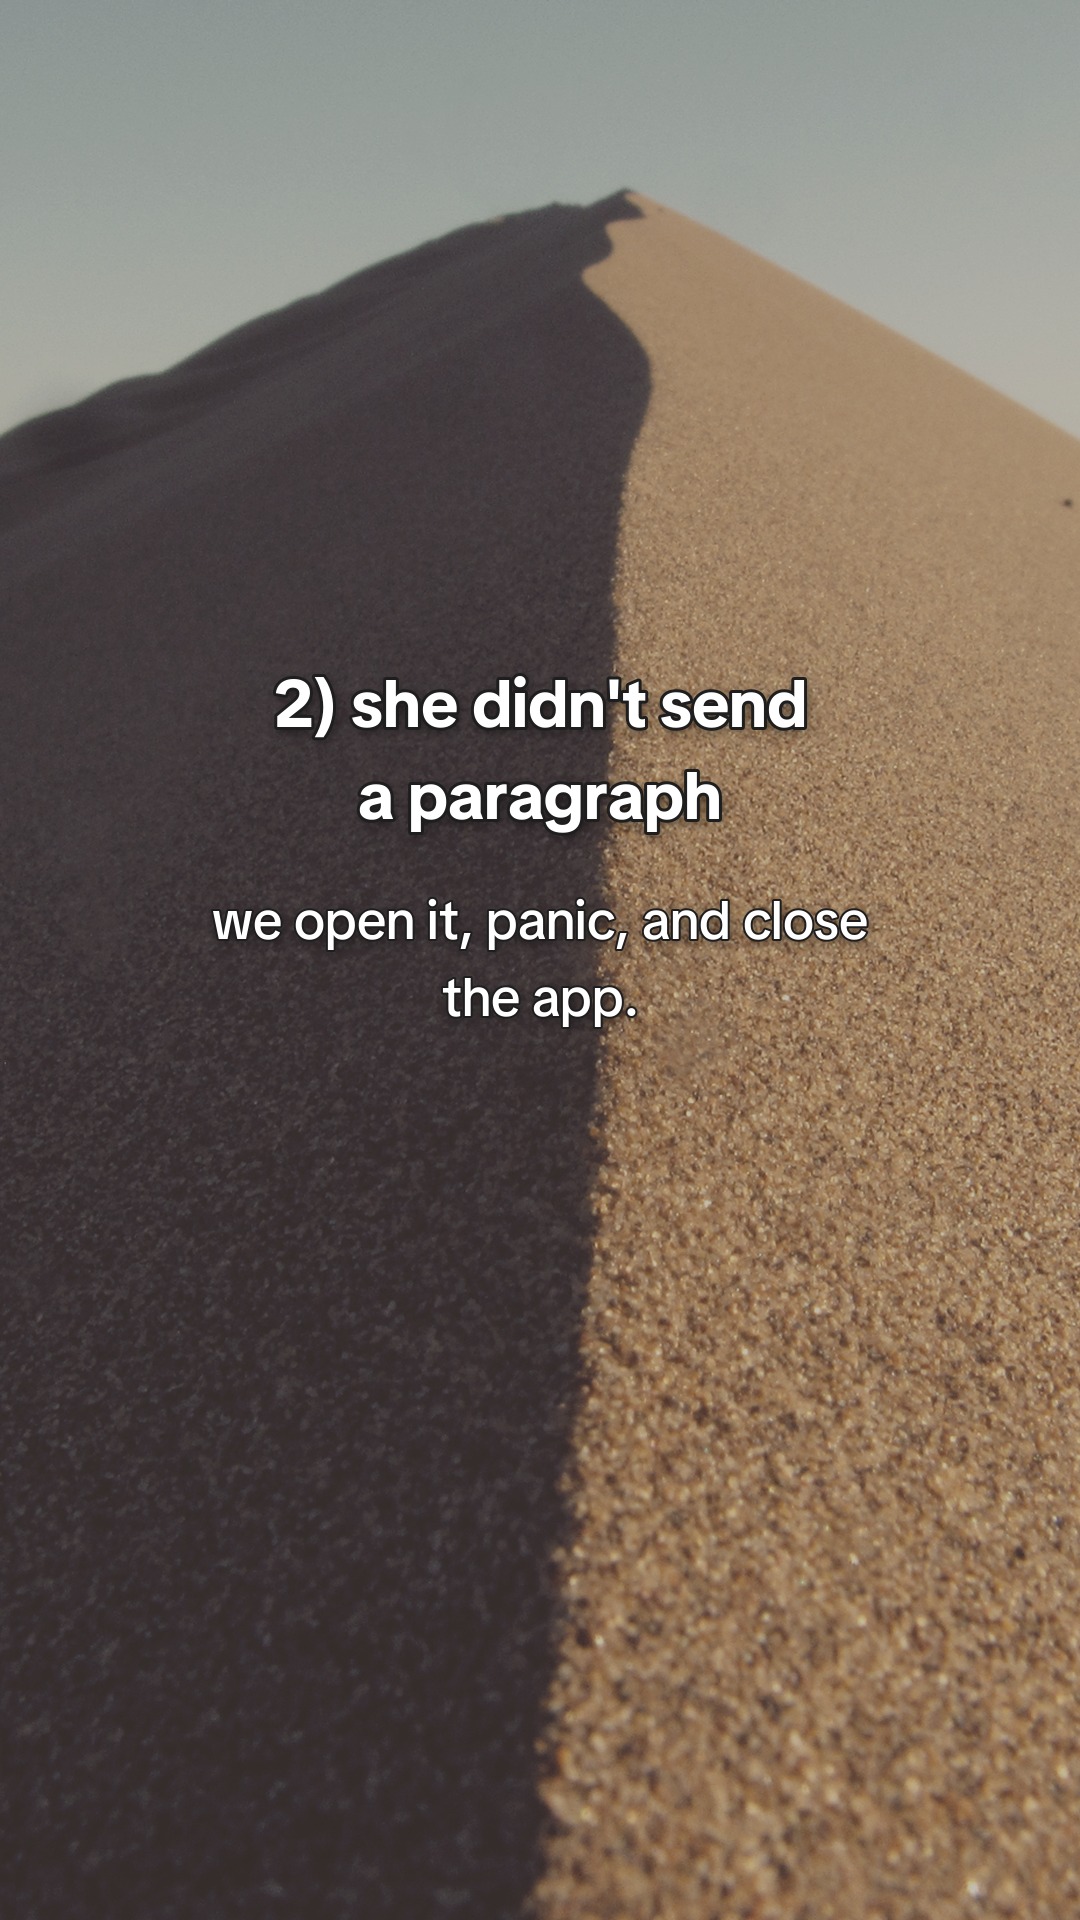 2) she didn't send
a paragraph
we open it, panic, and close
the app.